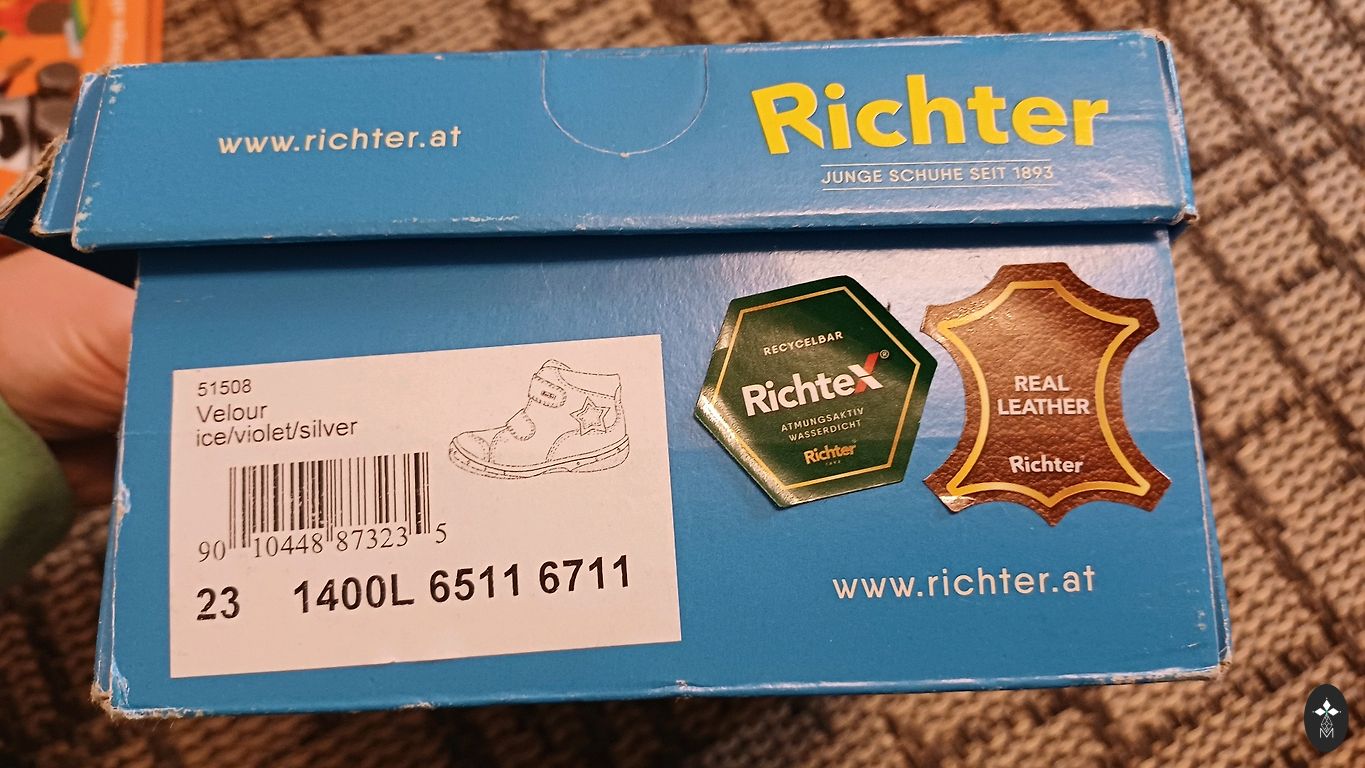 www.richter.at
Richter
JUNGE SCHUHE SEIT 1893
51508
Velour
ice/violet/silver
90 10448 87323 5
23 1400L 6511 6711
RECYCELBAR
RichteX®
ATMUNGSAKTIV
WASSERDICHT
Richter
REAL
LEATHER
Richter
www.richter.at
M